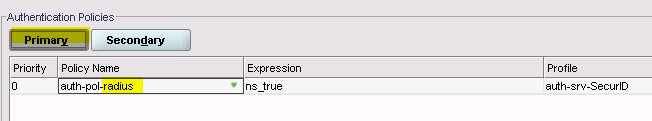 Authentication Policies
Primary Secondary
Priority Policy Name Expression Profile
0 auth-pol-radius ns_true auth-srv-SecurID